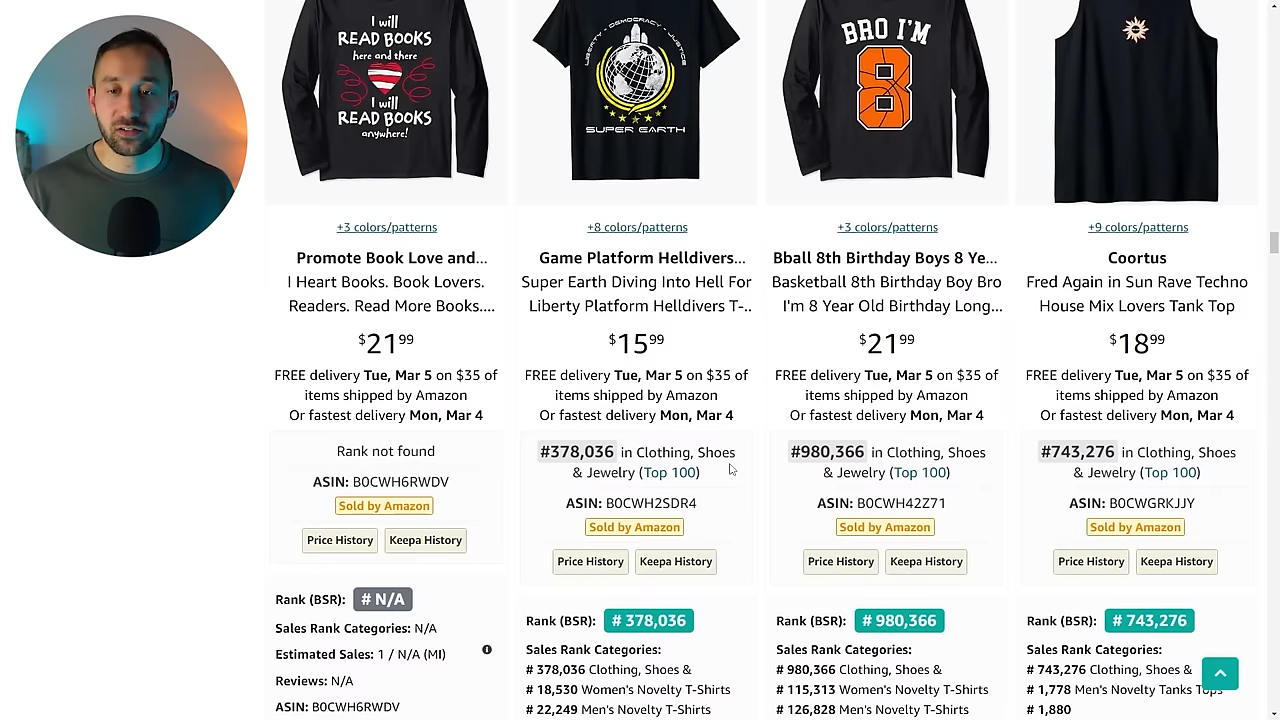 I will
READ BOOKS
here and there
I will
READ BOOKS
anywhere!
+3 colors/patterns
Promote Book Love and...
I Heart Books. Book Lovers.
Readers. Read More Books....
$21.99
FREE delivery Tue, Mar 5 on $35 of
items shipped by Amazon
Or fastest delivery Mon, Mar 4
Rank not found
ASIN: B0CWH6RWDV
Sold by Amazon
Price History
Keepa History
Rank (BSR): # N/A
Sales Rank Categories: N/A
Estimated Sales: 1 / N/A (MI)
Reviews: N/A
ASIN: B0CWH6RWDV
LIBERTY - DEMOCRACY - JUSTICE
SUPER EARTH
+8 colors/patterns
Game Platform Helldivers...
Super Earth Diving Into Hell For
Liberty Platform Helldivers T-..
$15.99
FREE delivery Tue, Mar 5 on $35 of
items shipped by Amazon
Or fastest delivery Mon, Mar 4
#378,036 in Clothing, Shoes
& Jewelry (Top 100)
ASIN: B0CWH2SDR4
Sold by Amazon
Price History
Keepa History
Rank (BSR): # 378,036
Sales Rank Categories:
# 378,036 Clothing, Shoes &
# 18,530 Women's Novelty T-Shirts
# 22,249 Men's Novelty T-Shirts
BRO I'M
8
+3 colors/patterns
Bball 8th Birthday Boys 8 Ye...
Basketball 8th Birthday Boy Bro
I'm 8 Year Old Birthday Long...
$21.99
FREE delivery Tue, Mar 5 on $35 of
items shipped by Amazon
Or fastest delivery Mon, Mar 4
#980,366 in Clothing, Shoes
& Jewelry (Top 100)
ASIN: B0CWH42Z71
Sold by Amazon
Price History
Keepa History
Rank (BSR): # 980,366
Sales Rank Categories:
# 980,366 Clothing, Shoes &
# 115,313 Women's Novelty T-Shirts
# 126,828 Men's Novelty T-Shirts
+9 colors/patterns
Coortus
Fred Again in Sun Rave Techno
House Mix Lovers Tank Top
$18.99
FREE delivery Tue, Mar 5 on $35 of
items shipped by Amazon
Or fastest delivery Mon, Mar 4
#743,276 in Clothing, Shoes
& Jewelry (Top 100)
ASIN: B0CWGRKJJY
Sold by Amazon
Price History
Keepa History
Rank (BSR): # 743,276
Sales Rank Categories:
# 743,276 Clothing, Shoes &
# 1,778 Men's Novelty Tanks Tops
# 1,880